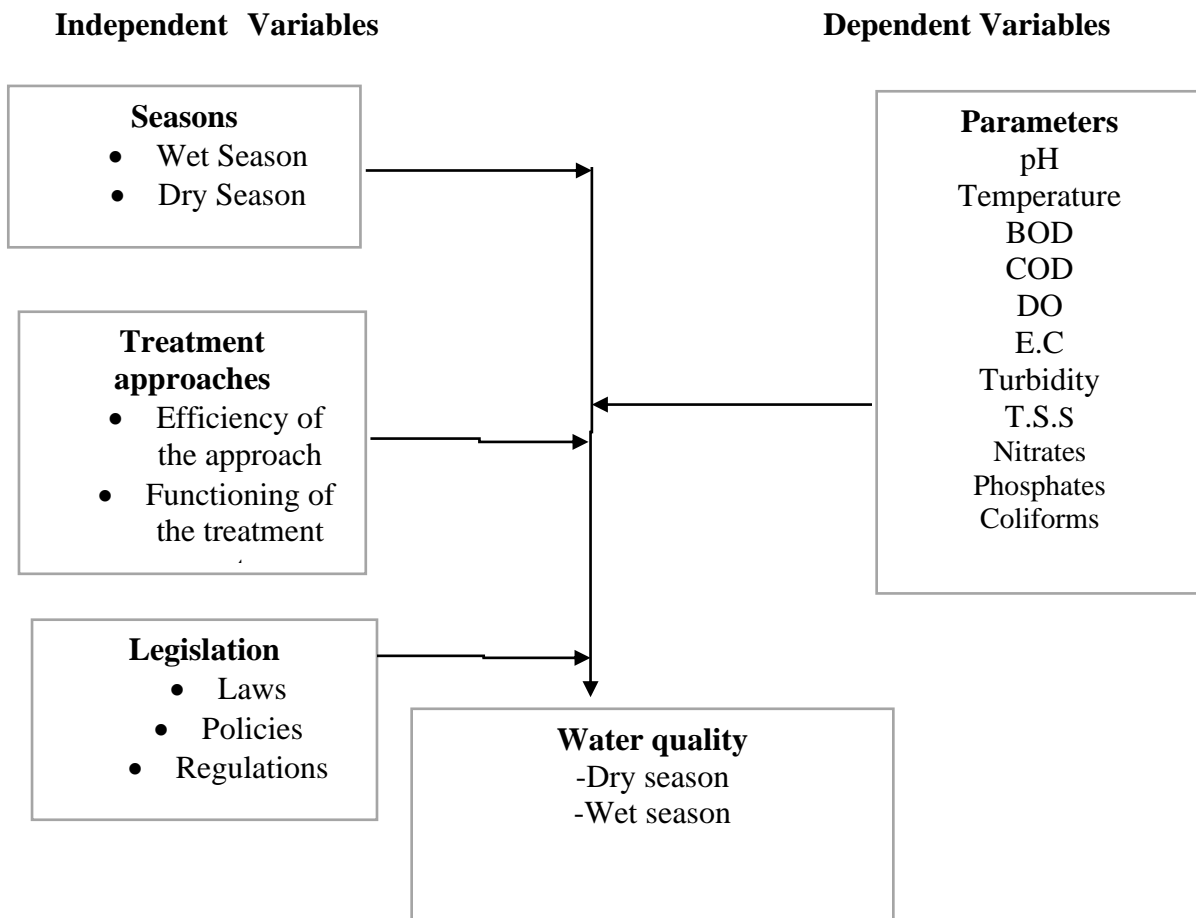 Independent Variables
Dependent Variables
Seasons
• Wet Season
• Dry Season
Treatment
approaches
• Efficiency of
the approach
• Functioning of
the treatment
Legislation
• Laws
• Policies
• Regulations
Parameters
pH
Temperature
BOD
COD
DO
E.C
Turbidity
T.S.S
Nitrates
Phosphates
Coliforms
Water quality
-Dry season
-Wet season